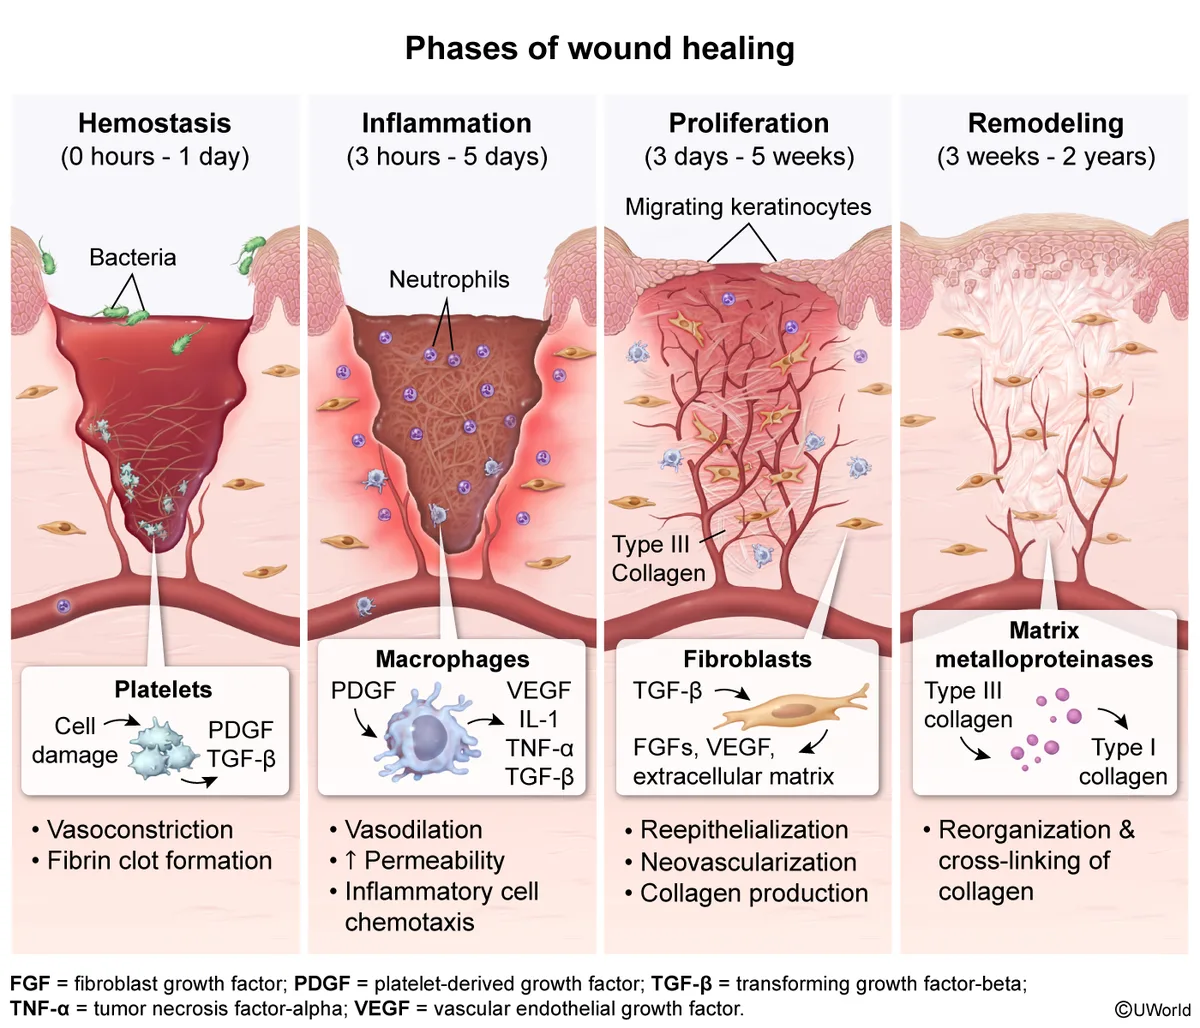 Phases of wound healing
Hemostasis
(0 hours - 1 day)
Bacteria
Platelets
Cell
damage
PDGF
TGF-β
• Vasoconstriction
• Fibrin clot formation
Inflammation
(3 hours - 5 days)
Neutrophils
Macrophages
PDGF
VEGF
IL-1
TNF-α
TGF-β
• Vasodilation
• ↑ Permeability
• Inflammatory cell
chemotaxis
Proliferation
(3 days - 5 weeks)
Migrating keratinocytes
Type III
Collagen
Fibroblasts
TGF-β
FGFs, VEGF,
extracellular matrix
• Reepithelialization
• Neovascularization
• Collagen production
Remodeling
(3 weeks - 2 years)
Matrix
metalloproteinases
Type III
collagen
Type I
collagen
• Reorganization &
cross-linking of
collagen
FGF = fibroblast growth factor; PDGF = platelet-derived growth factor; TGF-β = transforming growth factor-beta;
TNF-α = tumor necrosis factor-alpha; VEGF = vascular endothelial growth factor.
©UWorld